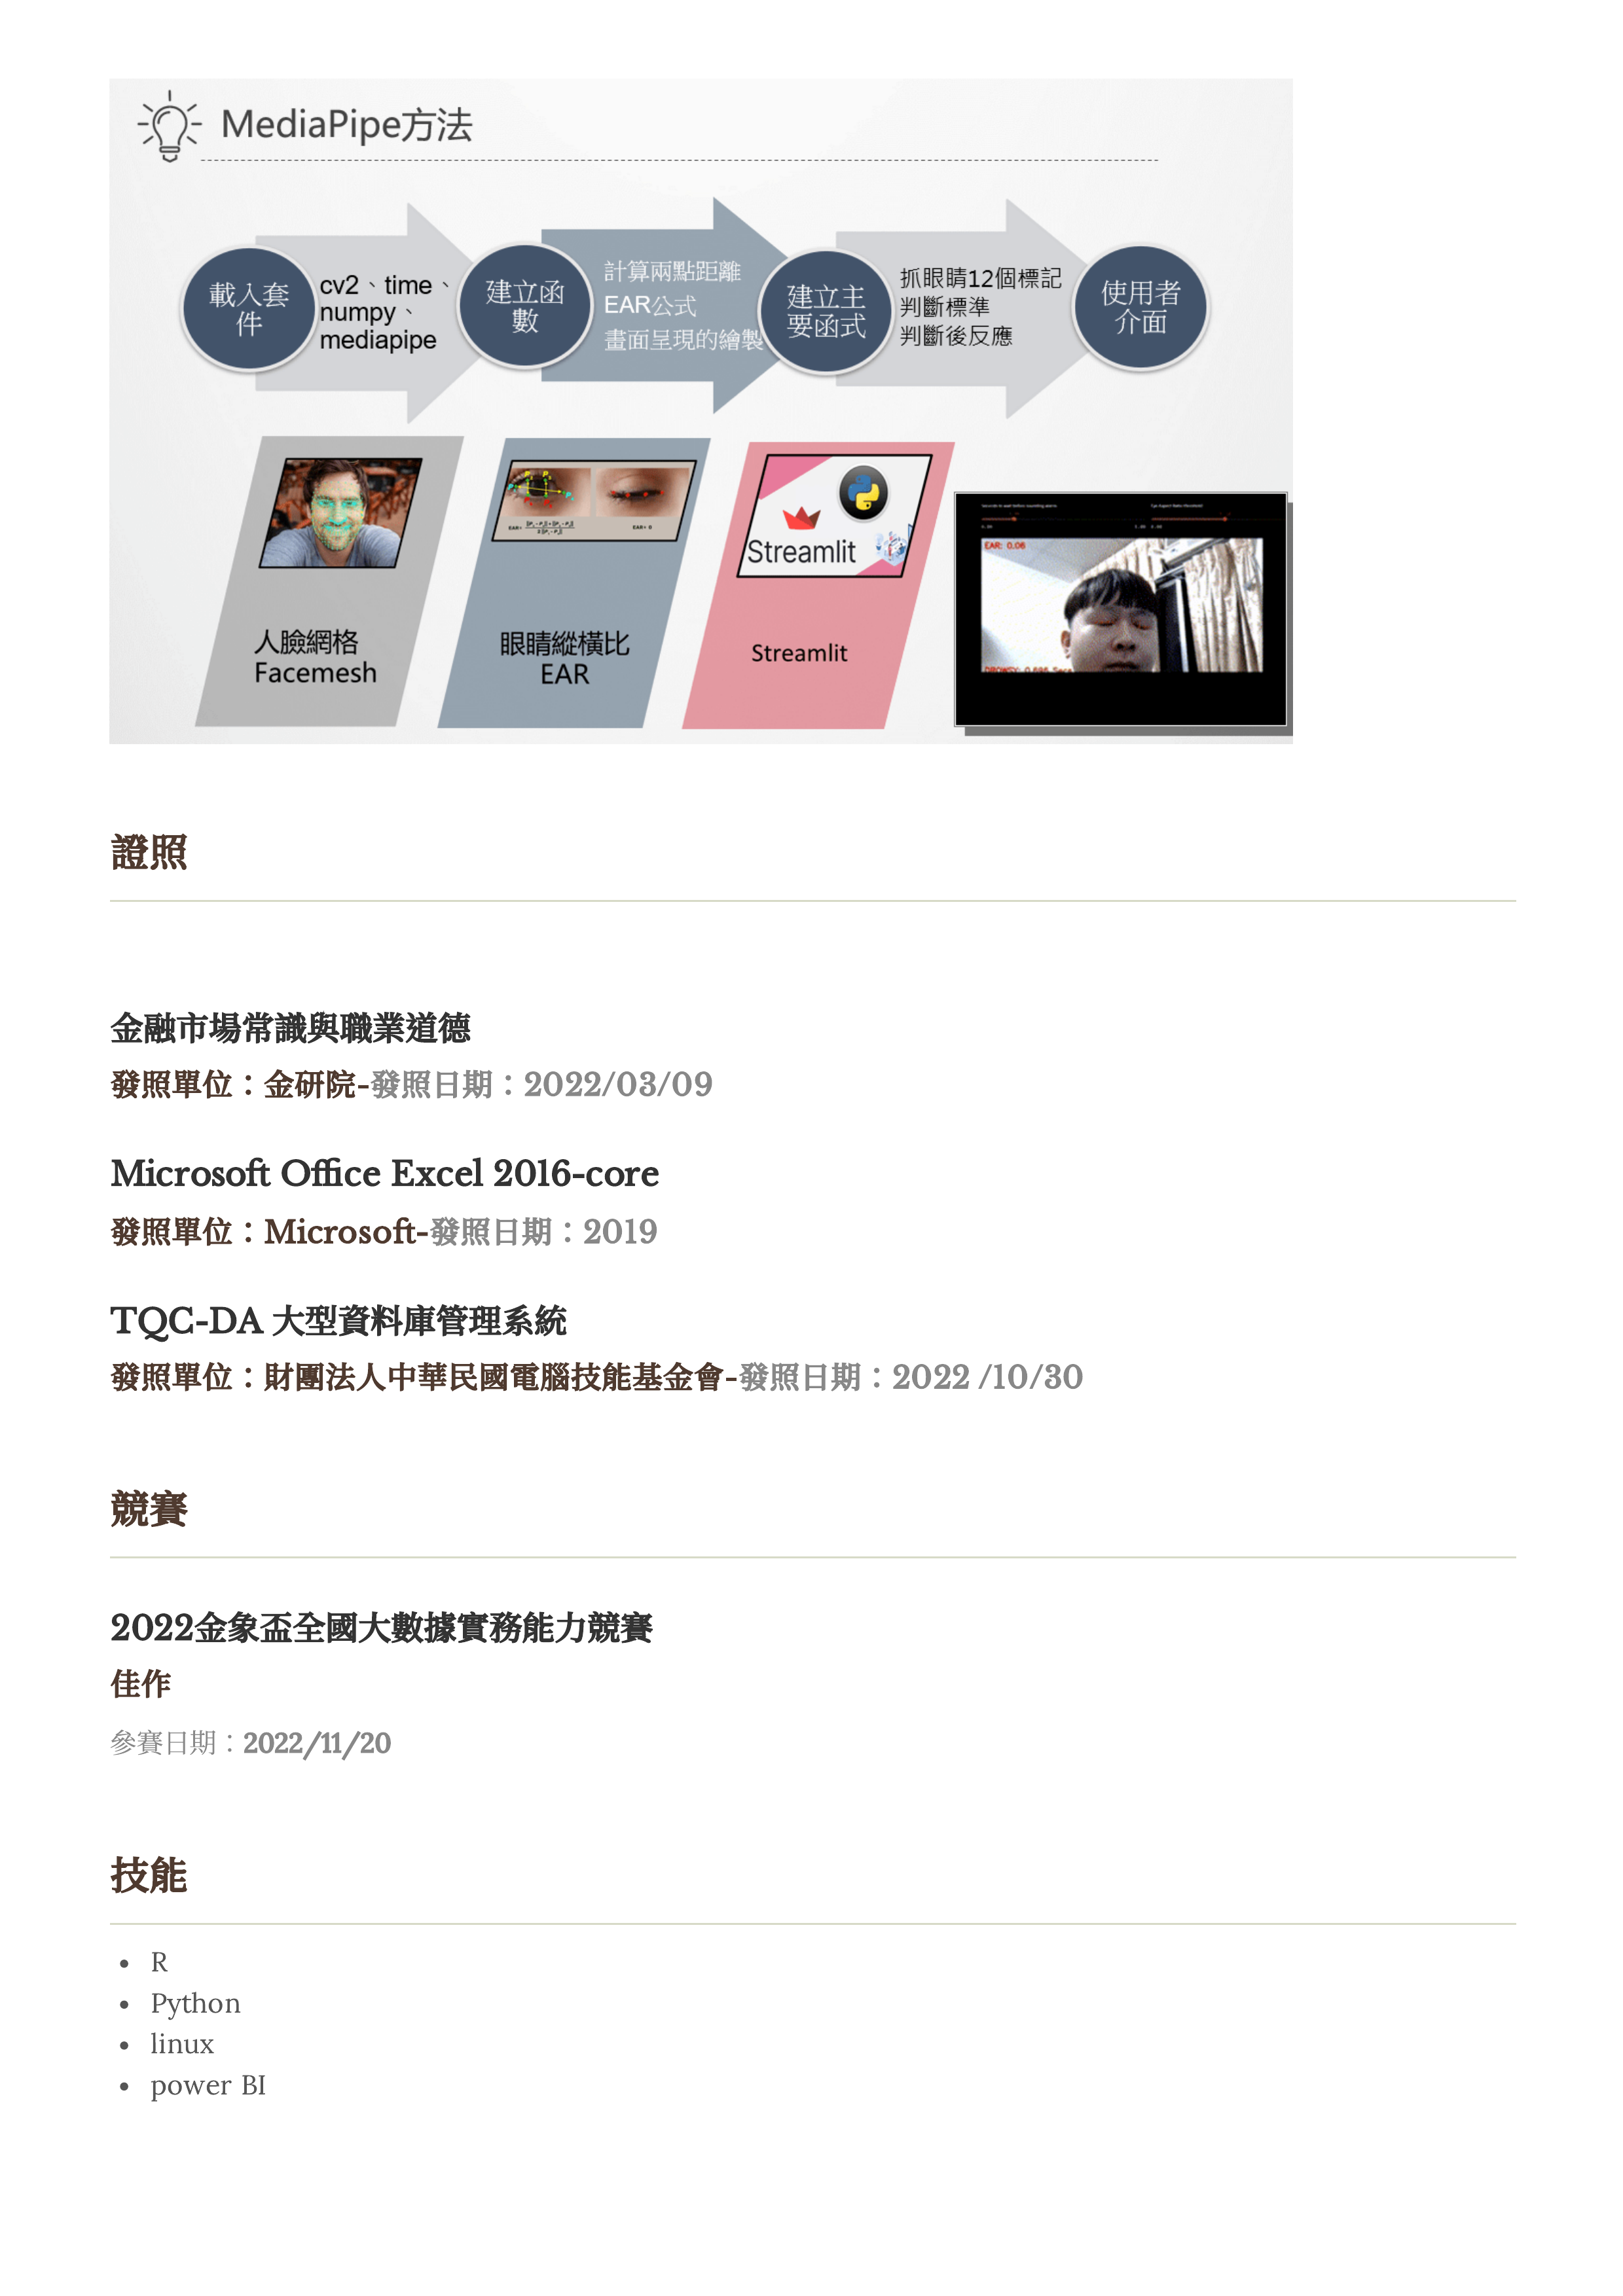 MediaPipe方法
載入套
件
cv2、time、
numpy、
mediapipe
建立函
數
計算兩點距離
EAR公式
畫面呈現的繪製
建立主
要函式
抓眼睛12個標記
判斷標準
判斷後反應
使用者
介面
人臉網格
Facemesh
EAR= 0
眼睛縱橫比
EAR
Streamlit
Streamlit
EAR: 0.06
證照
金融市場常識與職業道德
發照單位：金研院-發照日期：2022/03/09
Microsoft Office Excel 2016-core
發照單位：Microsoft-發照日期：2019
TQC-DA 大型資料庫管理系統
發照單位：財團法人中華民國電腦技能基金會-發照日期：2022 /10/30
競賽
2022金象盃全國大數據實務能力競賽
佳作
參賽日期：2022/11/20
技能
• R
• Python
• linux
• power BI